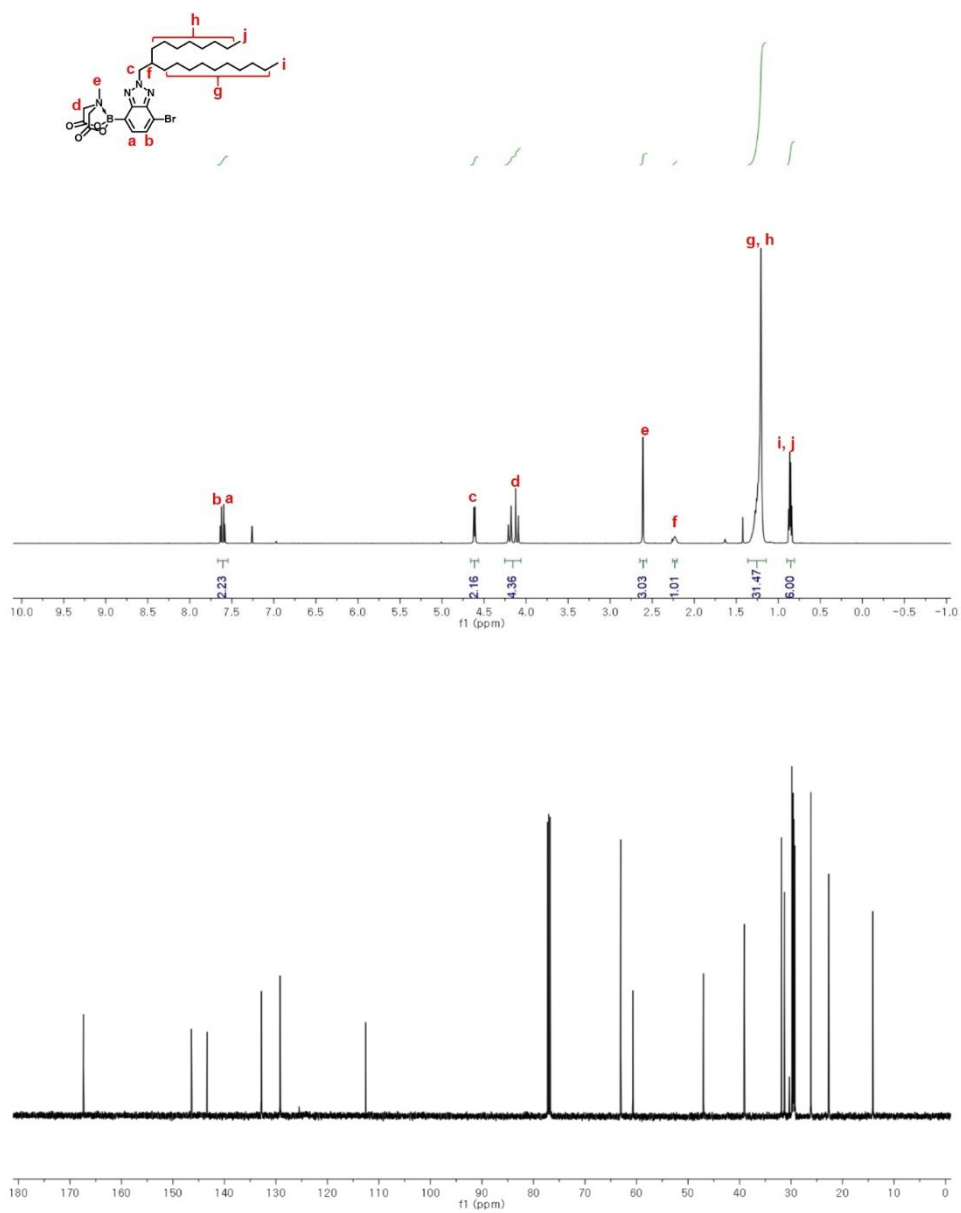 h
j
c f i
e g
d N N N N
O O B Br
O O a b
g, h
e i, j
b a c d f
2.23 2.16 4.36 3.03 1.01 31.47 6.00
10.0 9.5 9.0 8.5 8.0 7.5 7.0 6.5 6.0 5.5 5.0 4.5 4.0 3.5 3.0 2.5 2.0 1.5 1.0 0.5 0.0 -0.5 -1.0
f1 (ppm)
180 170 160 150 140 130 120 110 100 90 80 70 60 50 40 30 20 10 0
f1 (ppm)